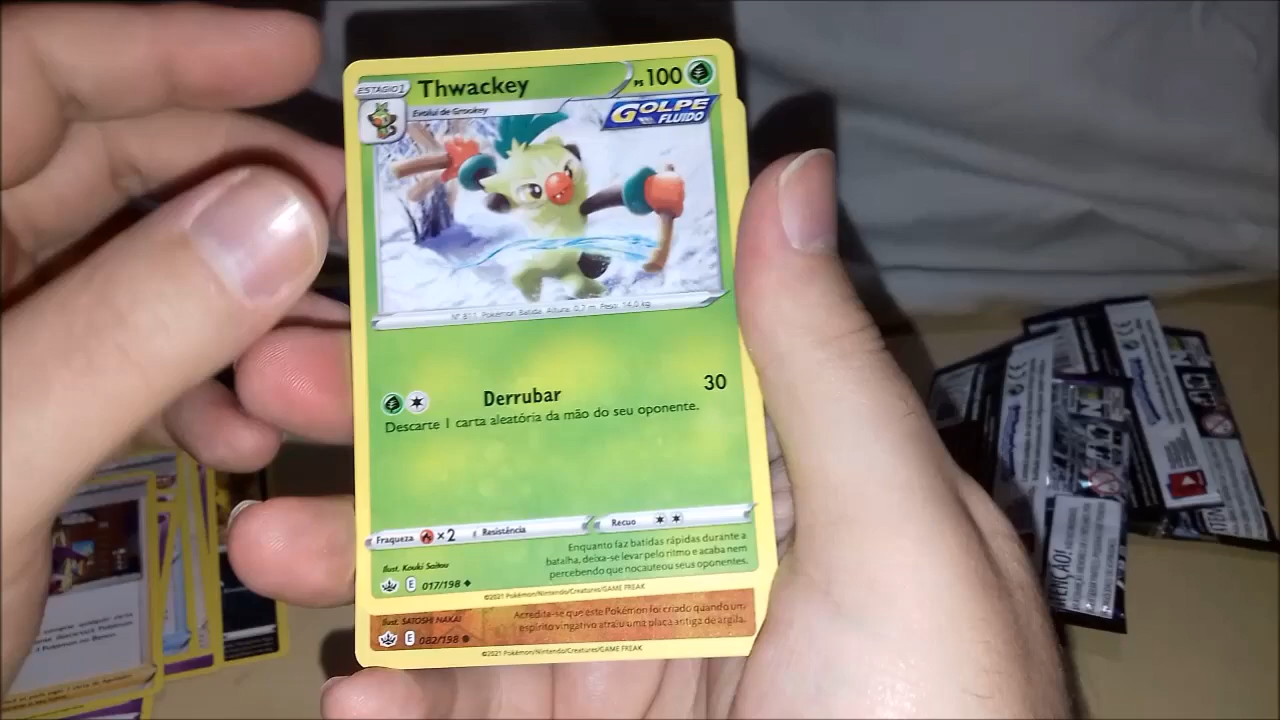 ESTÁGIO 1 Thwackey PS 100
Evolui de Grookey
GOLPE
FLUIDO
Nº 811 Pokémon Batida Altura: 0,7 m Peso: 14,0 kg
Derrubar 30
Descarte 1 carta aleatória da mão do seu oponente.
Fraqueza ×2 Resistência Recuo
Ilust. Kouki Saitou
Enquanto faz batidas rápidas durante a
batalha, deixa-se levar pelo ritmo e acaba nem
percebendo que nocauteou seus oponentes.
E 017/198
©2021 Pokémon/Nintendo/Creatures/GAME FREAK
Ilust. SATOSHI NAKAI
Acredita-se que este Pokémon foi criado quando um
espírito vingativo atraiu uma placa antiga de argila.
E 082/198
©2021 Pokémon/Nintendo/Creatures/GAME FREAK
qualquer carta